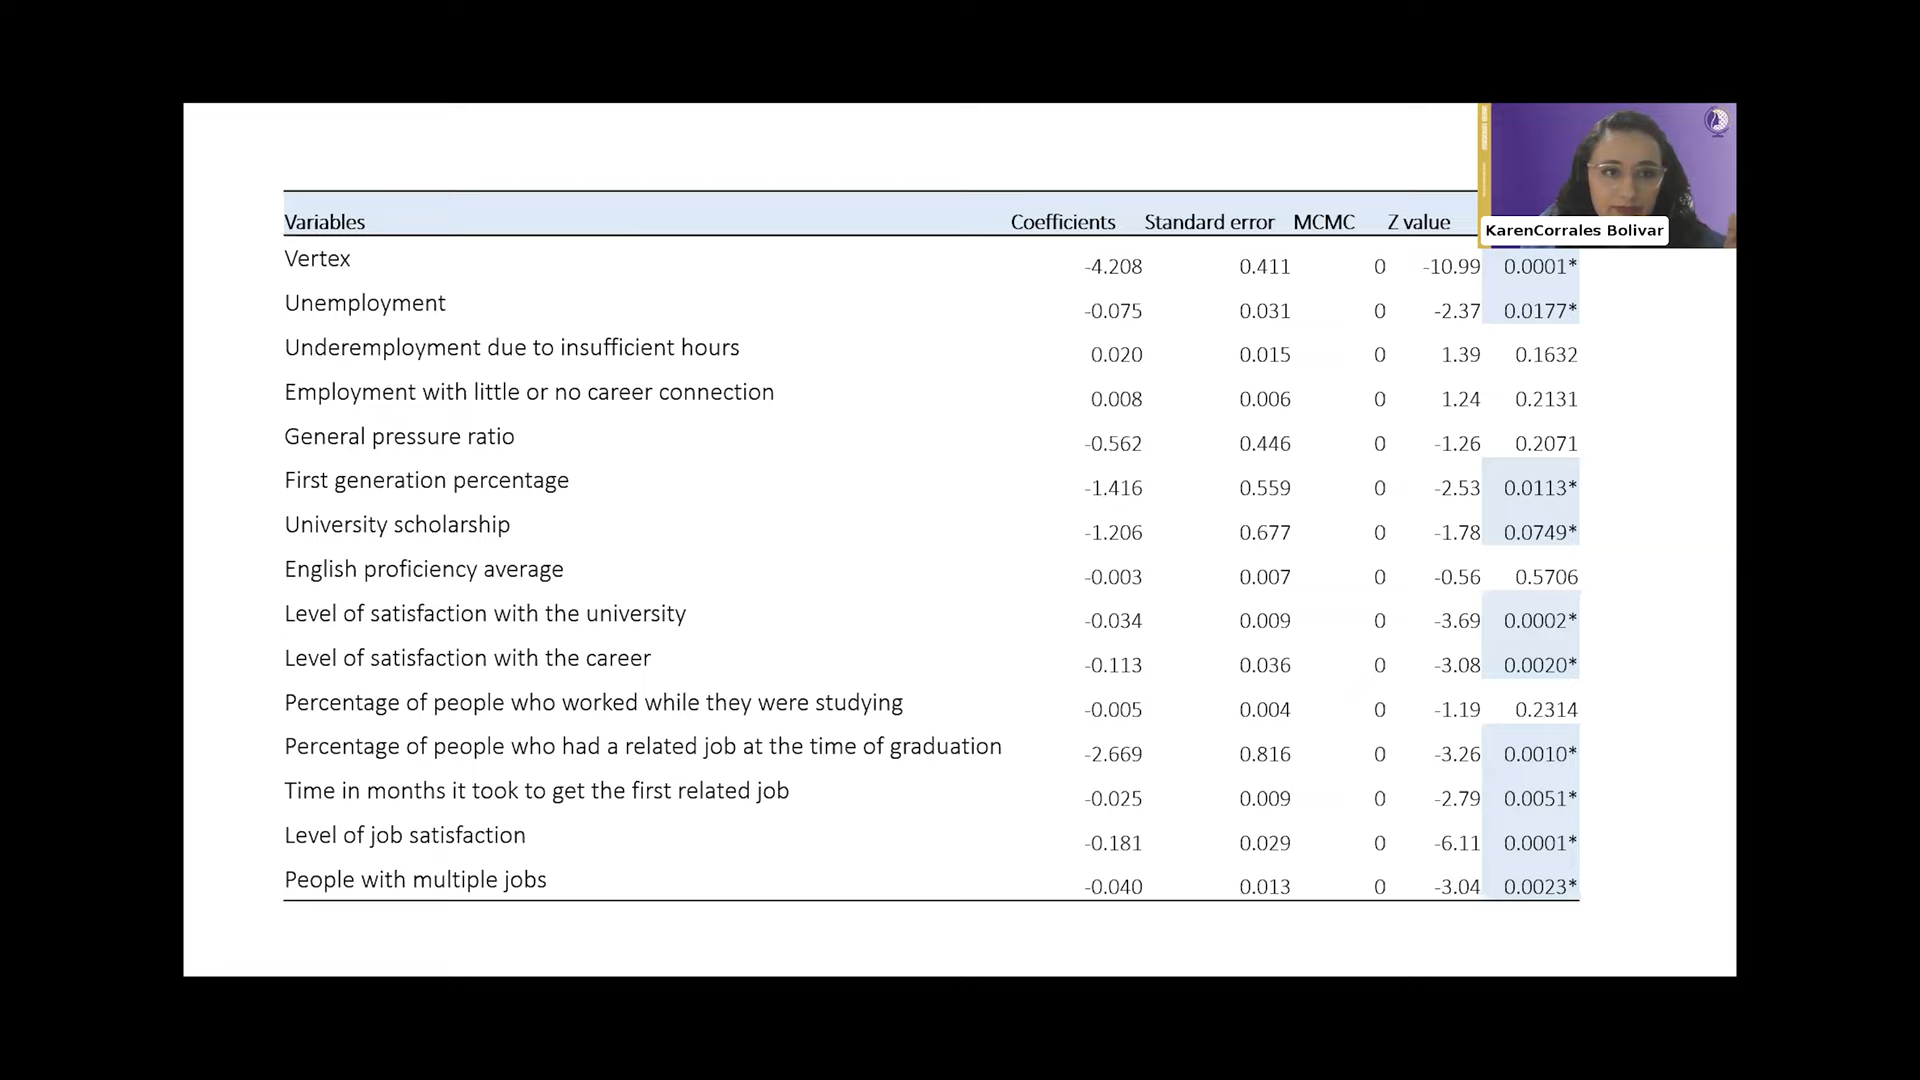 Variables Coefficients Standard error MCMC Z value
KarenCorrales Bolivar
Vertex -4.208 0.411 0 -10.99 0.0001*
Unemployment -0.075 0.031 0 -2.37 0.0177*
Underemployment due to insufficient hours 0.020 0.015 0 1.39 0.1632
Employment with little or no career connection 0.008 0.006 0 1.24 0.2131
General pressure ratio -0.562 0.446 0 -1.26 0.2071
First generation percentage -1.416 0.559 0 -2.53 0.0113*
University scholarship -1.206 0.677 0 -1.78 0.0749*
English proficiency average -0.003 0.007 0 -0.56 0.5706
Level of satisfaction with the university -0.034 0.009 0 -3.69 0.0002*
Level of satisfaction with the career -0.113 0.036 0 -3.08 0.0020*
Percentage of people who worked while they were studying -0.005 0.004 0 -1.19 0.2314
Percentage of people who had a related job at the time of graduation -2.669 0.816 0 -3.26 0.0010*
Time in months it took to get the first related job -0.025 0.009 0 -2.79 0.0051*
Level of job satisfaction -0.181 0.029 0 -6.11 0.0001*
People with multiple jobs -0.040 0.013 0 -3.04 0.0023*